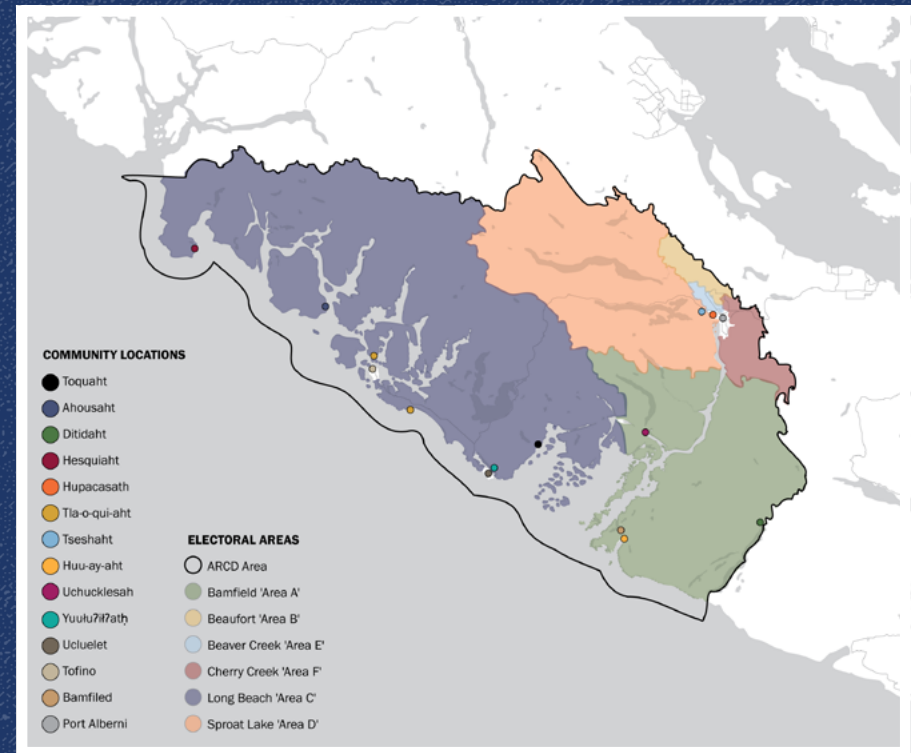 COMMUNITY LOCATIONS
Toquaht
Ahousaht
Ditidaht
Hesquiaht
Hupacasath
Tla-o-qui-aht
Tseshaht
Huu-ay-aht
Uchucklesah
Yuułuʔiłʔatḥ
Ucluelet
Tofino
Bamfiled
Port Alberni
ELECTORAL AREAS
ARCD Area
Bamfield 'Area A'
Beaufort 'Area B'
Beaver Creek 'Area E'
Cherry Creek 'Area F'
Long Beach 'Area C'
Sproat Lake 'Area D'